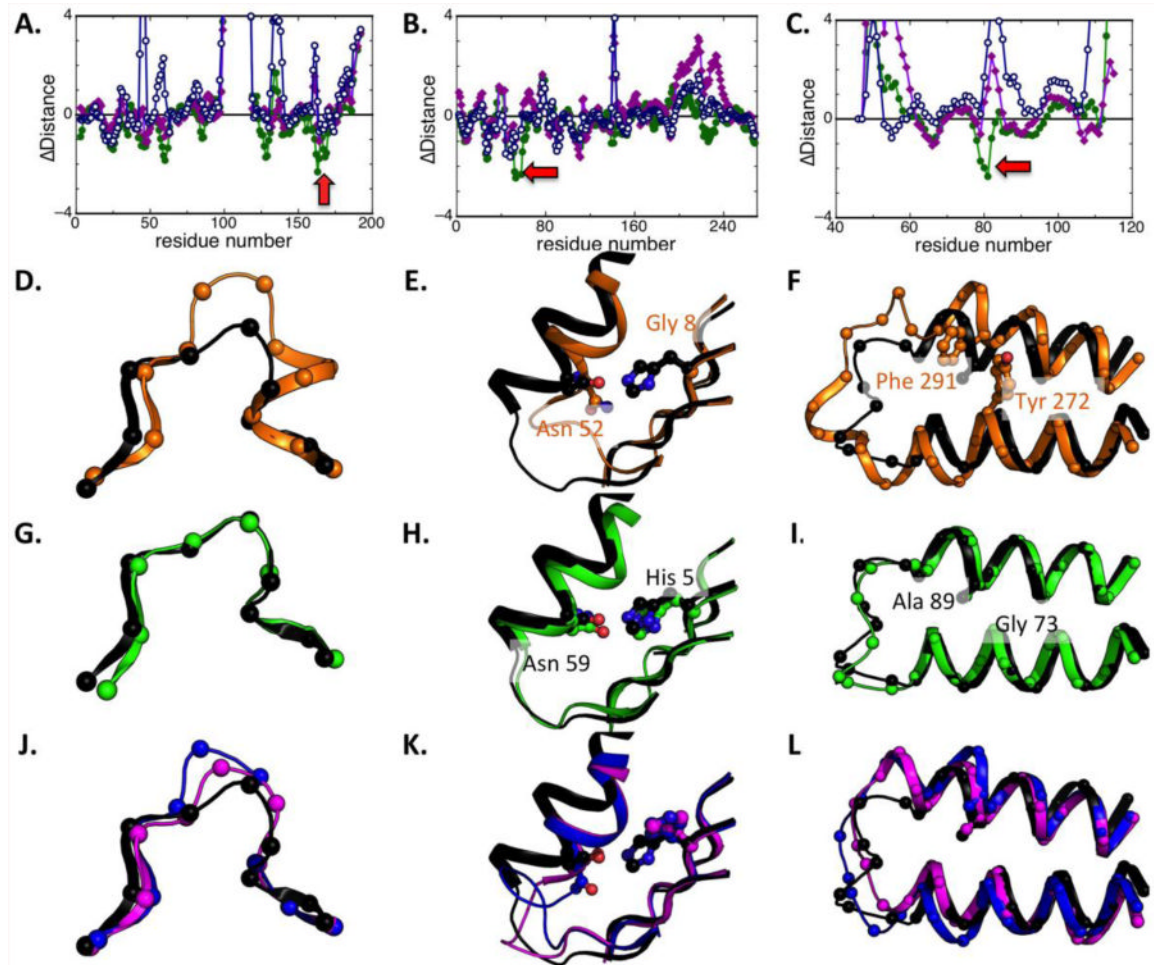 A.
B.
C.
4
0
−4
ΔDistance
0
50
100
150
200
residue number
4
0
−4
ΔDistance
0
80
160
240
residue number
4
0
−4
ΔDistance
40
60
80
100
120
residue number
D.
E.
Gly 8
Asn 52
F.
Phe 291
Tyr 272
G.
H.
His 5
Asn 59
I.
Ala 89
Gly 73
J.
K.
L.